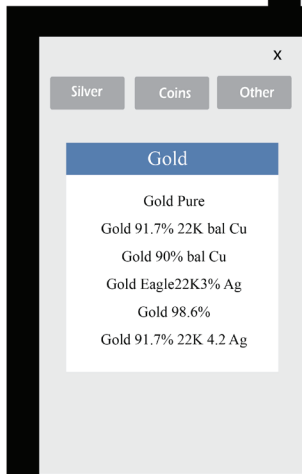 x
Silver Coins Other
Gold
Gold Pure
Gold 91.7% 22K bal Cu
Gold 90% bal Cu
Gold Eagle22K3% Ag
Gold 98.6%
Gold 91.7% 22K 4.2 Ag